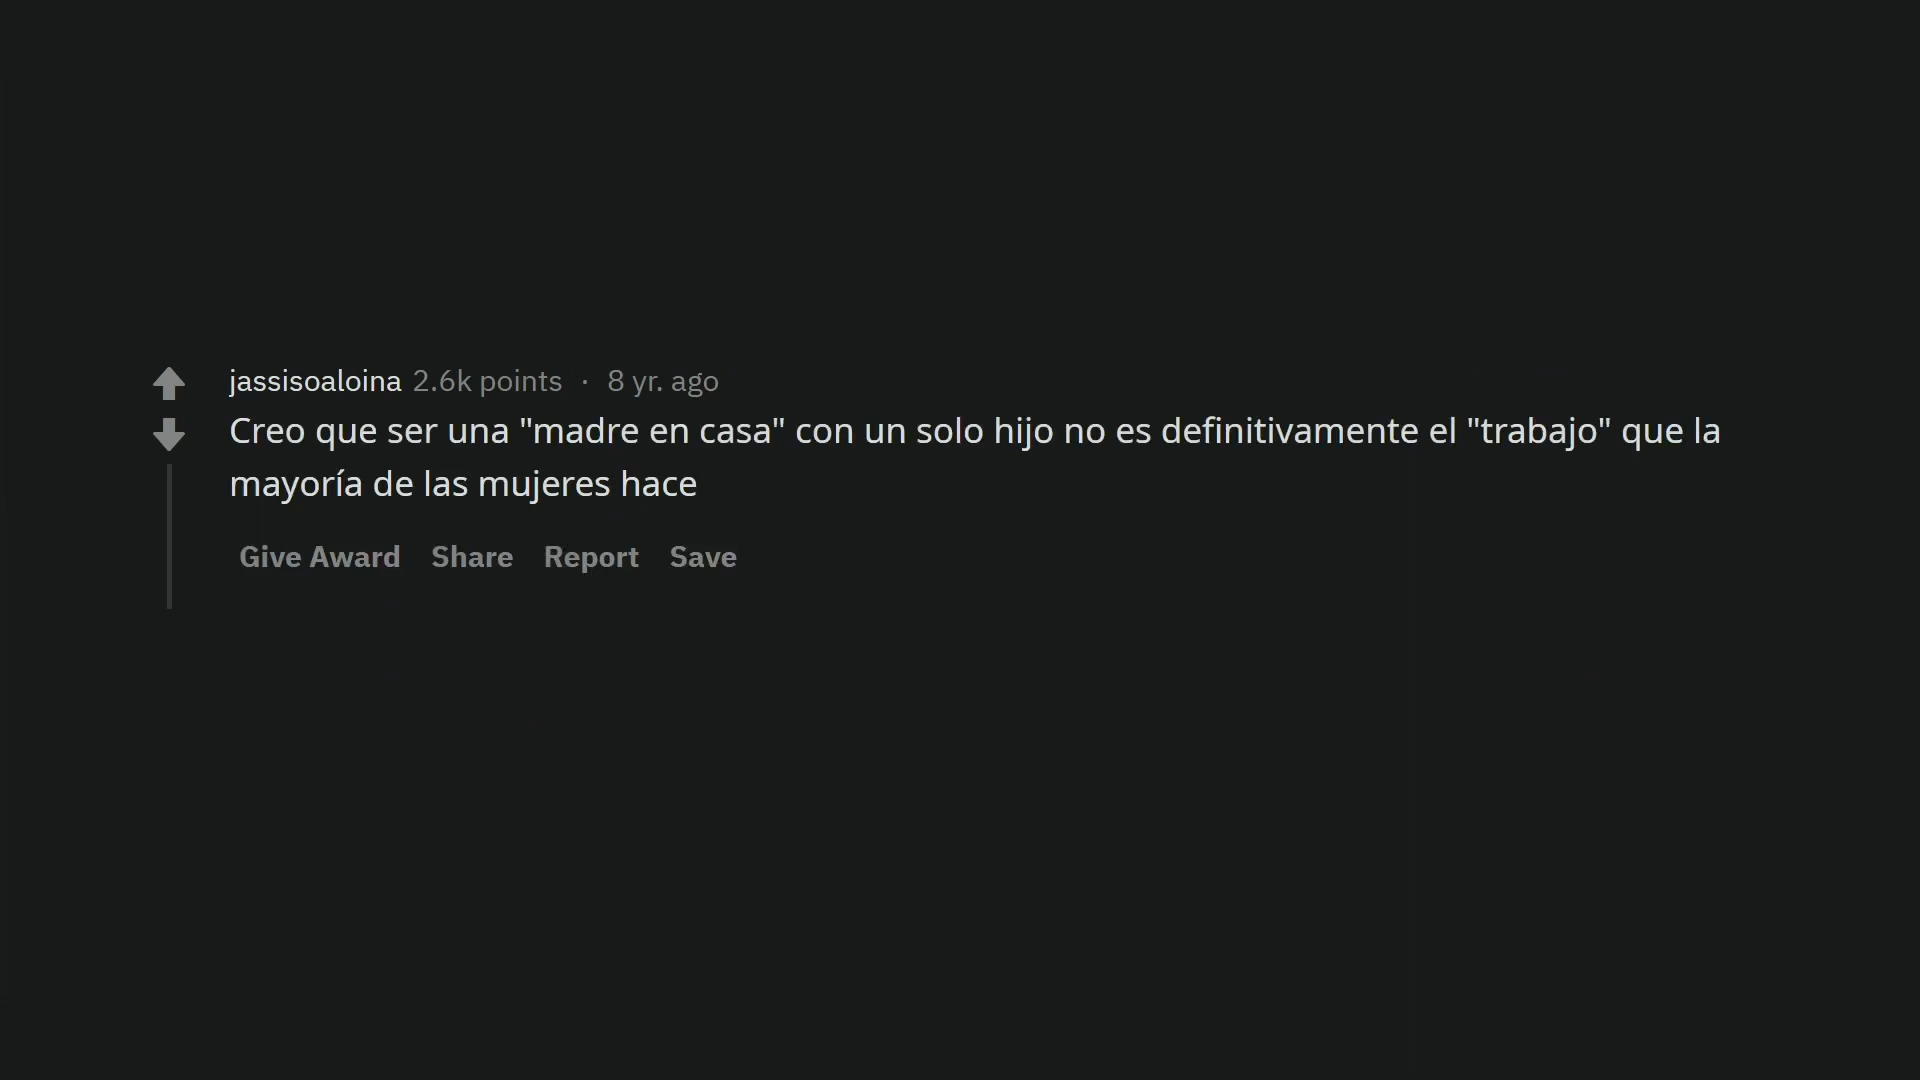 jassisoaloina 2.6k points · 8 yr. ago
Creo que ser una "madre en casa" con un solo hijo no es definitivamente el "trabajo" que la
mayoría de las mujeres hace
Give Award Share Report Save